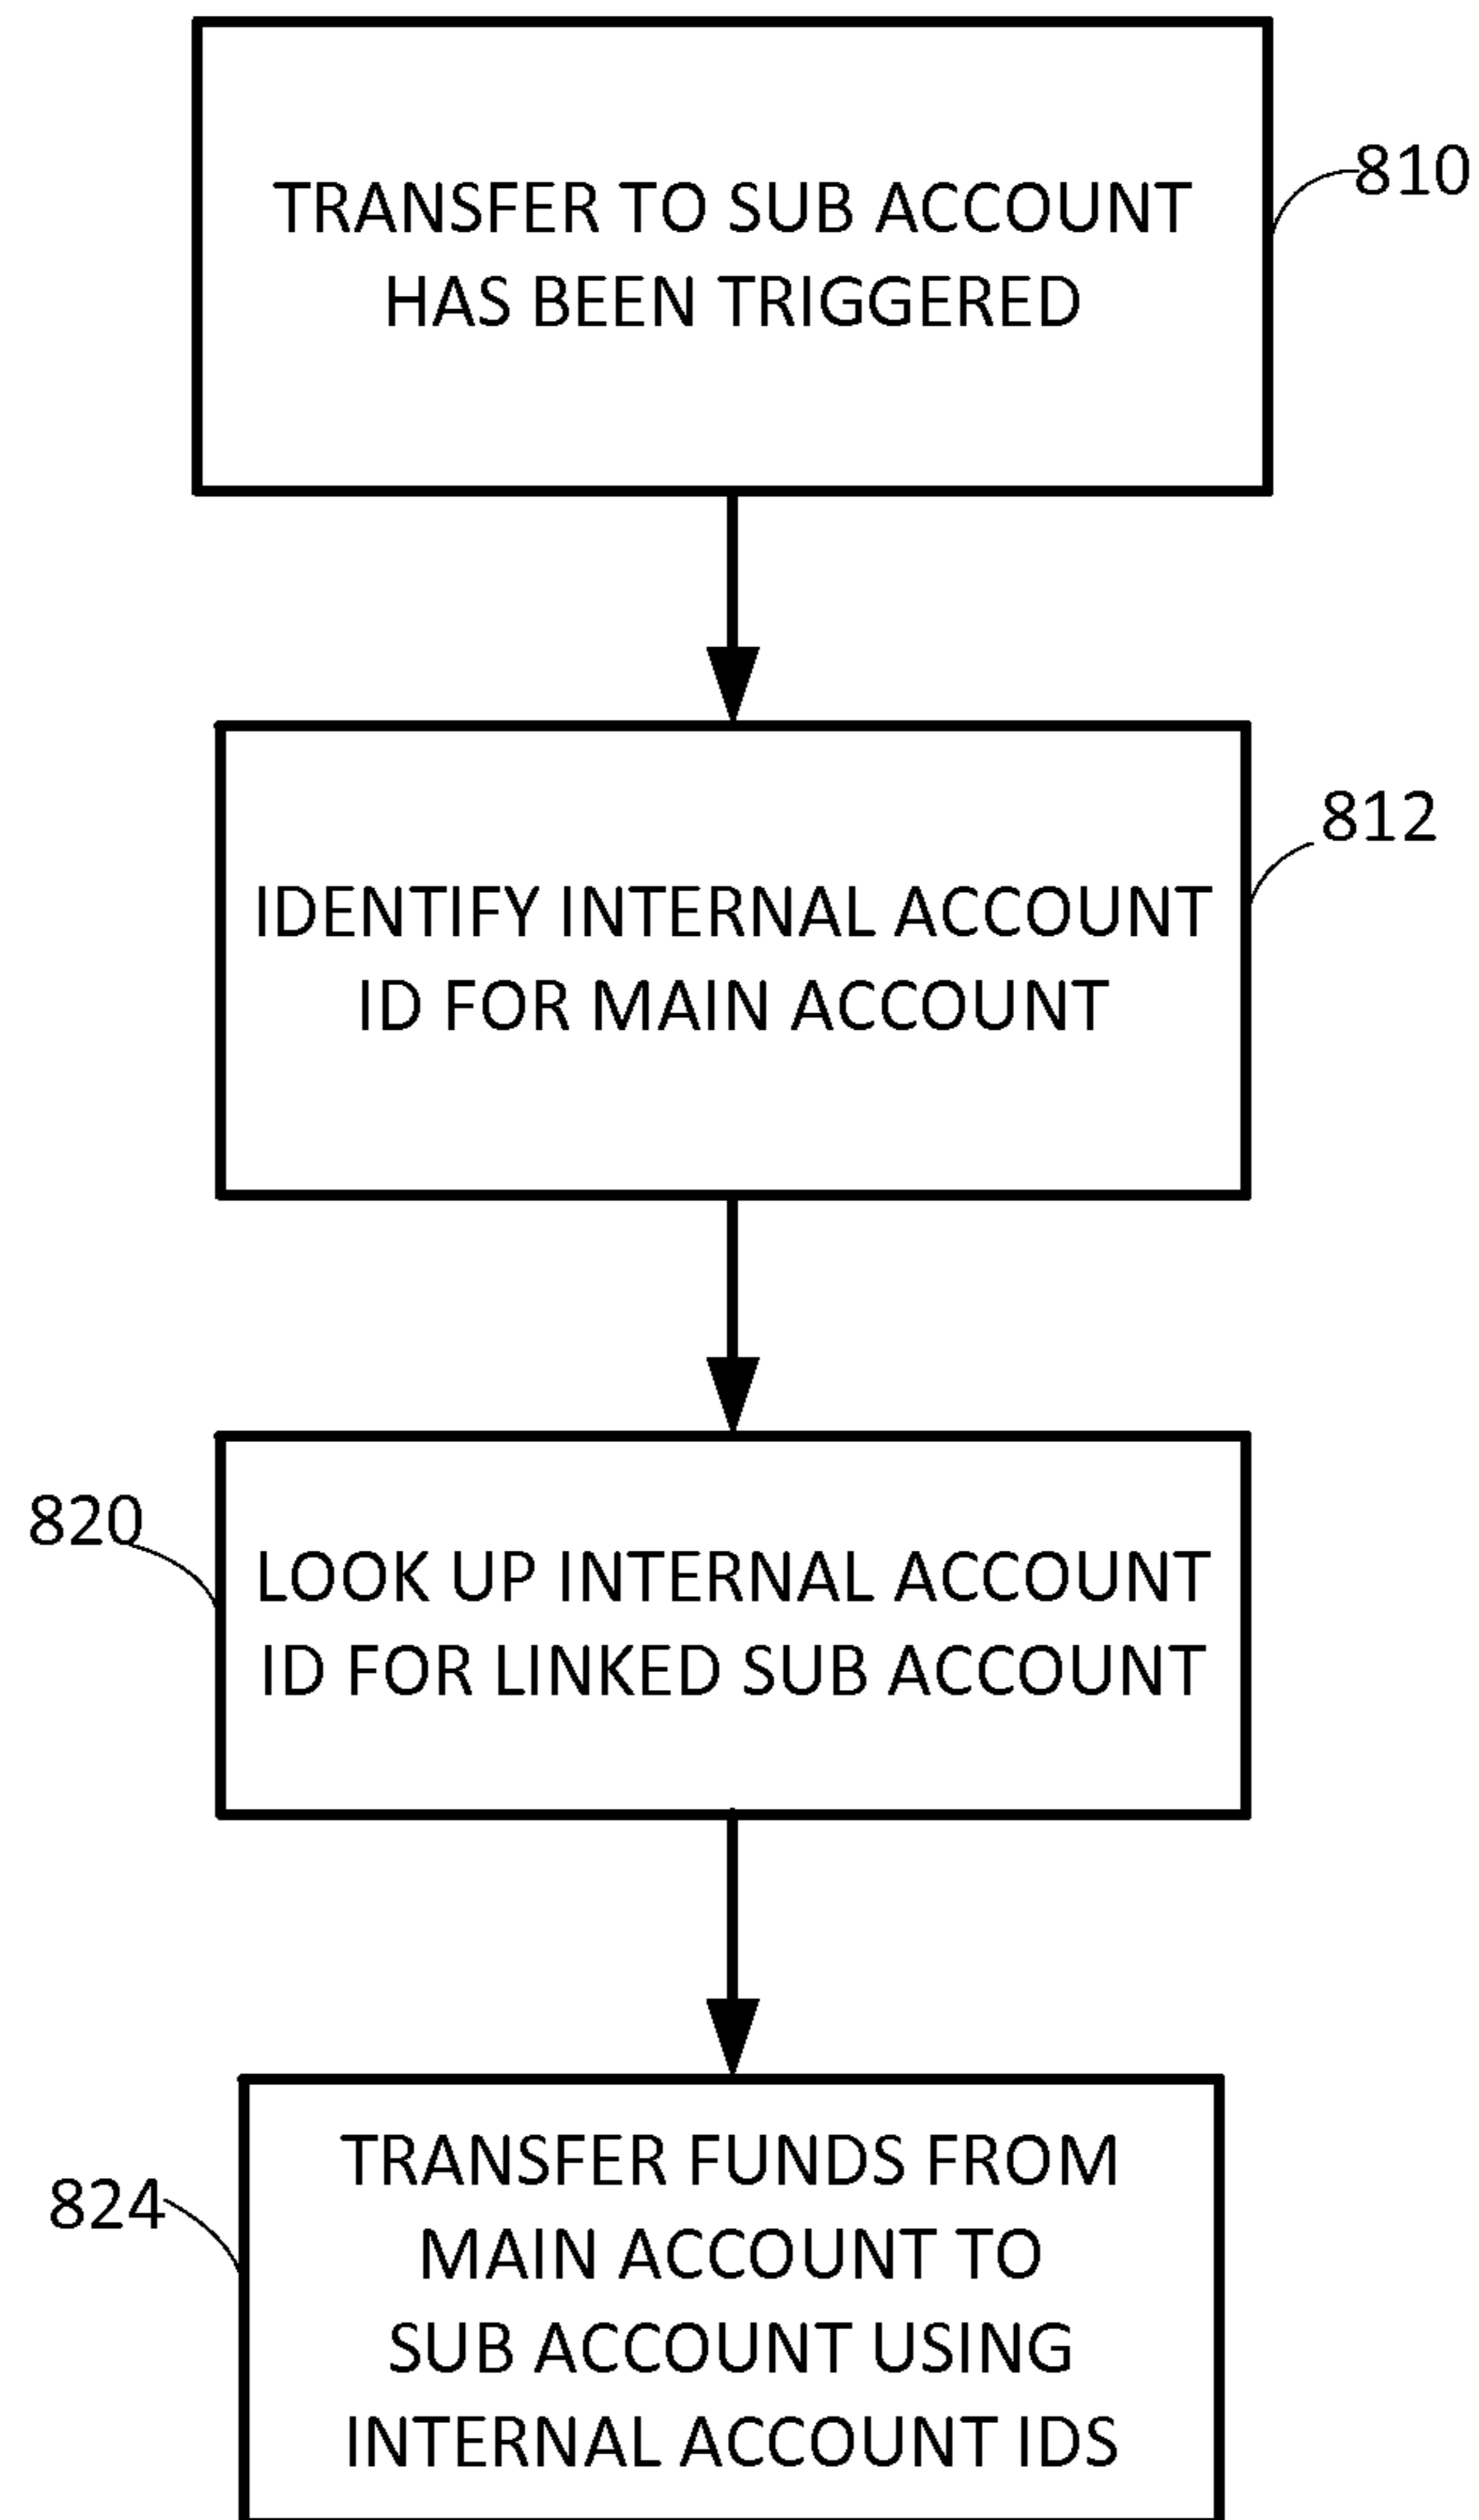 TRANSFER TO SUB ACCOUNT
HAS BEEN TRIGGERED
810
IDENTIFY INTERNAL ACCOUNT
ID FOR MAIN ACCOUNT
812
820
LOOK UP INTERNAL ACCOUNT
ID FOR LINKED SUB ACCOUNT
824
TRANSFER FUNDS FROM
MAIN ACCOUNT TO
SUB ACCOUNT USING
INTERNAL ACCOUNT IDS